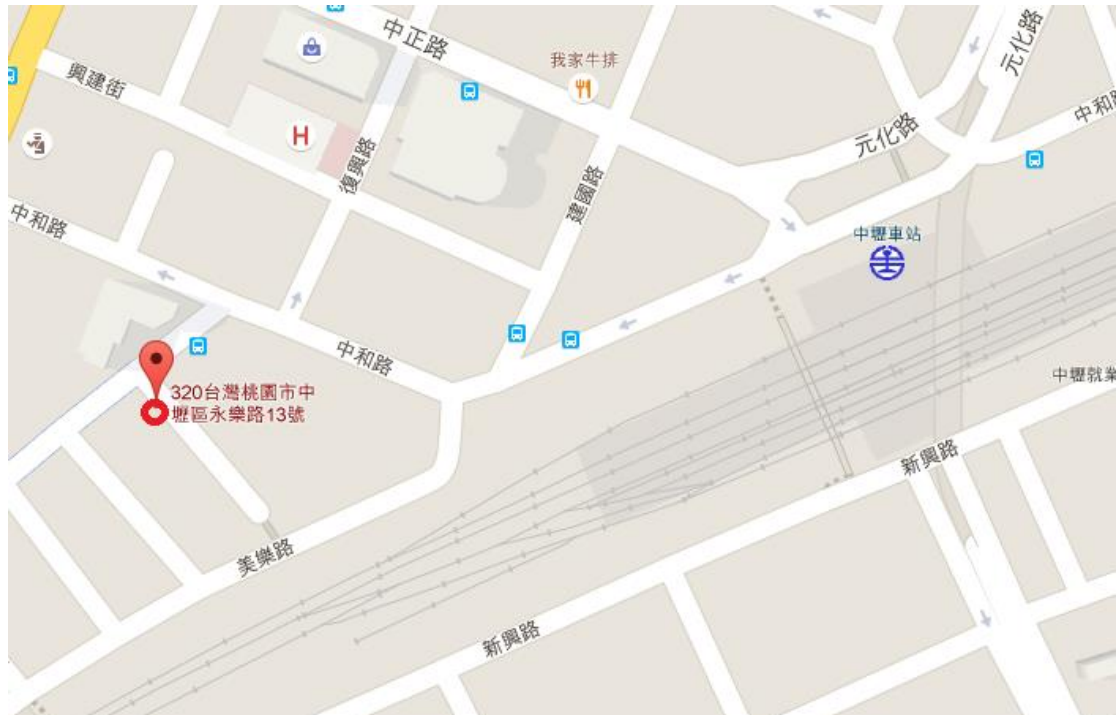 中正路
元化路
我家牛排
興建街
中和路
元化路
H
復興路
建國路
中和路
中壢車站
中和路
中壢就業
320台灣桃園市中
壢區永樂路13號
新興路
美樂路
新興路